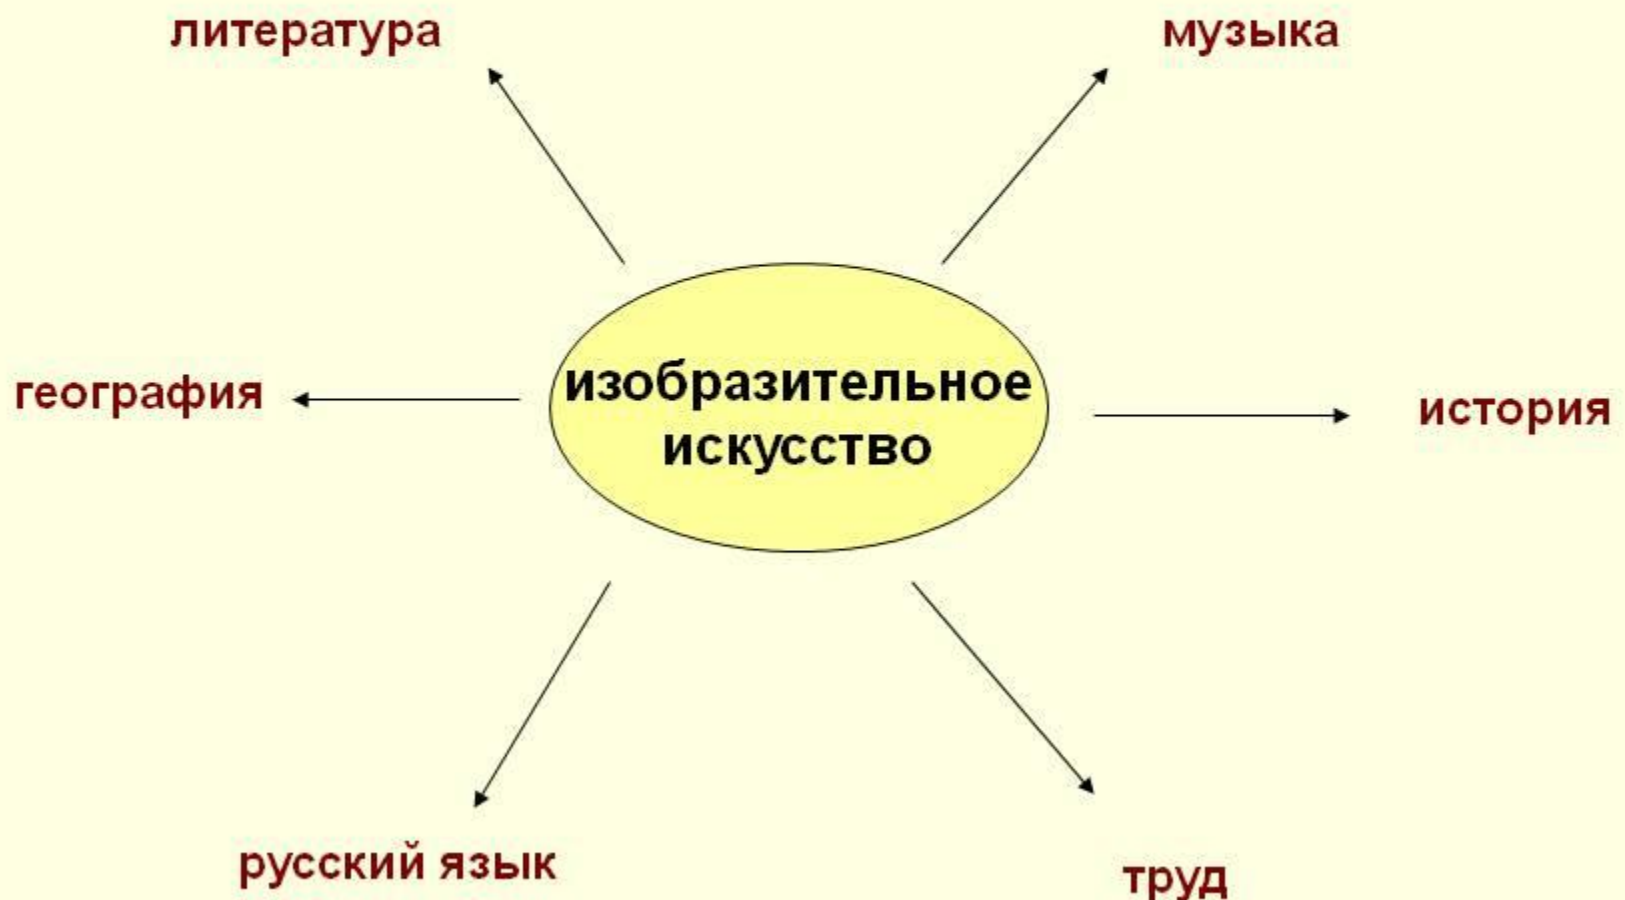 литература
музыка
география
изобразительное
искусство
история
русский язык
труд